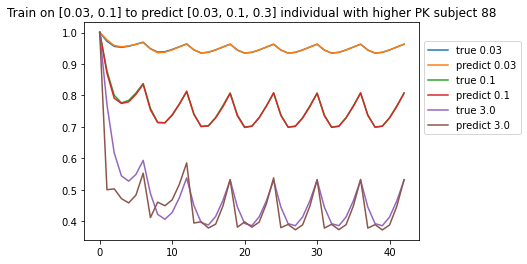 Train on [0.03, 0.1] to predict [0.03, 0.1, 0.3] individual with higher PK subject 88
1.0
0.9
0.8
0.7
0.6
0.5
0.4
0
10
20
30
40
true 0.03
predict 0.03
true 0.1
predict 0.1
true 3.0
predict 3.0